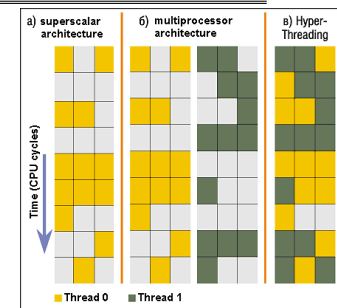 а) superscalar
architecture
б) multiprocessor
architecture
в) Hyper-
Threading
Time (CPU cycles)
Thread 0
Thread 1